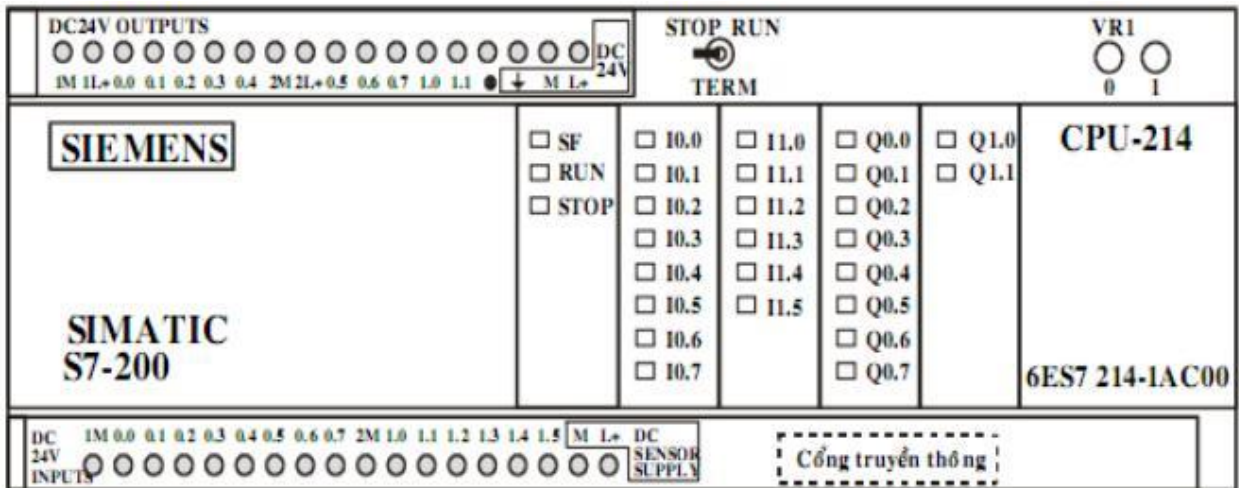 DC24V OUTPUTS
DC
24V
1M 1L+ 0.0 0.1 0.2 0.3 0.4 2M 2L+ 0.5 0.6 0.7 1.0 1.1 M L+
STOP RUN
TERM
VR1
0 1
SIEMENS
SIMATIC
S7-200
SF
RUN
STOP
I0.0
I0.1
I0.2
I0.3
I0.4
I0.5
I0.6
I0.7
I1.0
I1.1
I1.2
I1.3
I1.4
I1.5
Q0.0
Q0.1
Q0.2
Q0.3
Q0.4
Q0.5
Q0.6
Q0.7
Q1.0
Q1.1
CPU-214
6ES7 214-1AC00
DC
24V
INPUTS
1M 0.0 0.1 0.2 0.3 0.4 0.5 0.6 0.7 2M 1.0 1.1 1.2 1.3 1.4 1.5 M L+
DC
SENSOR
SUPPLY
Cổng truyền thông